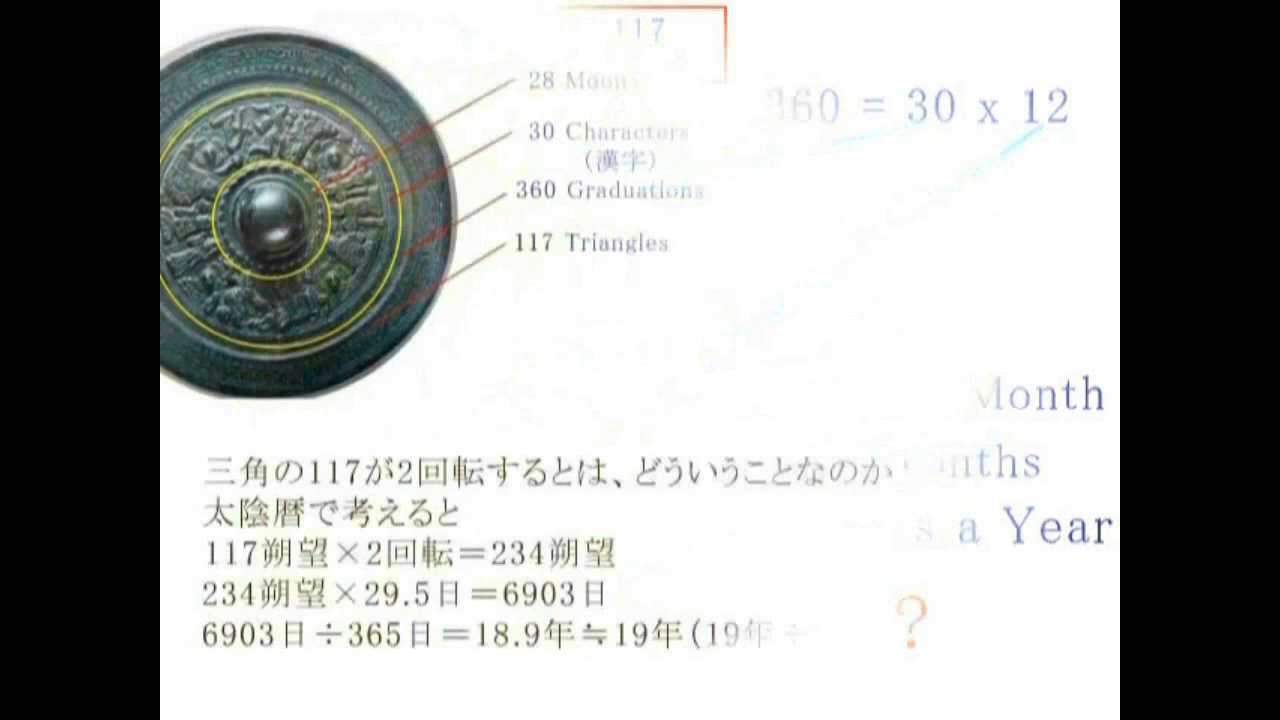 117
28 Moons
30 Characters
(漢字)
360 Graduations
117 Triangles
360 = 30 x 12
Month
s a Year
?
三角の117が2回転するとは、どういうことなのか
太陰暦で考えると
117朔望×2回転＝234朔望
234朔望×29.5日＝6903日
6903日÷365日＝18.9年≒19年(19年÷